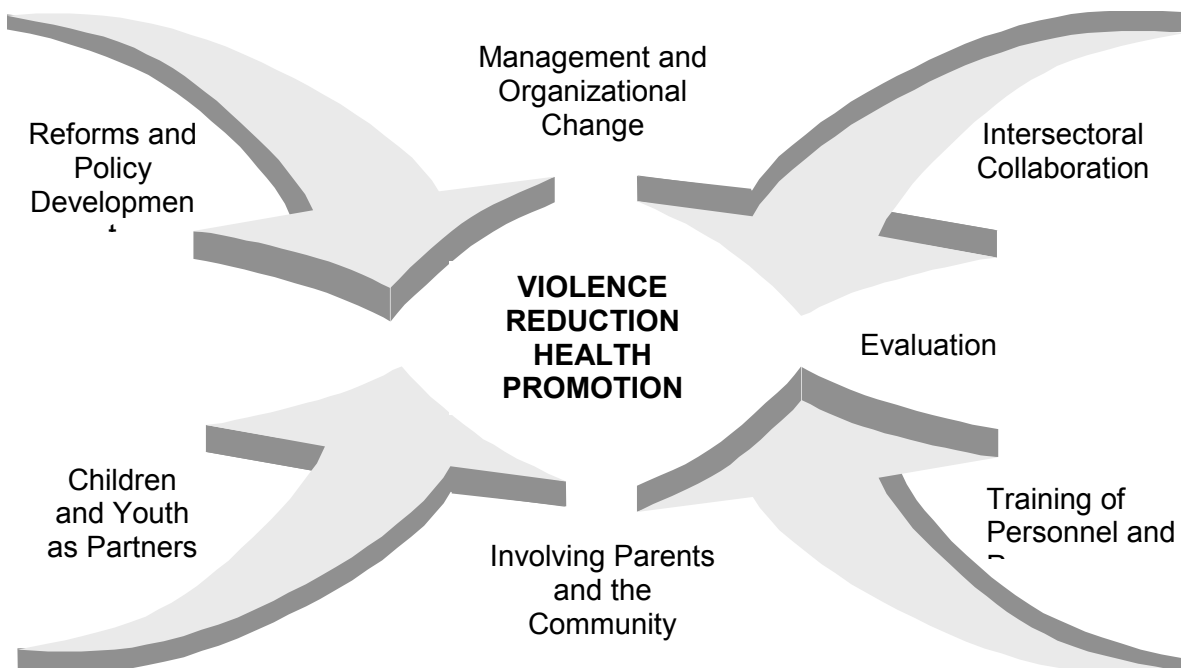 Management and
Organizational
Change
Reforms and
Policy
Developmen
t
Intersectoral
Collaboration
VIOLENCE
REDUCTION
HEALTH
PROMOTION
Evaluation
Children
and Youth
as Partners
Training of
Personnel and
Involving Parents
and the
Community